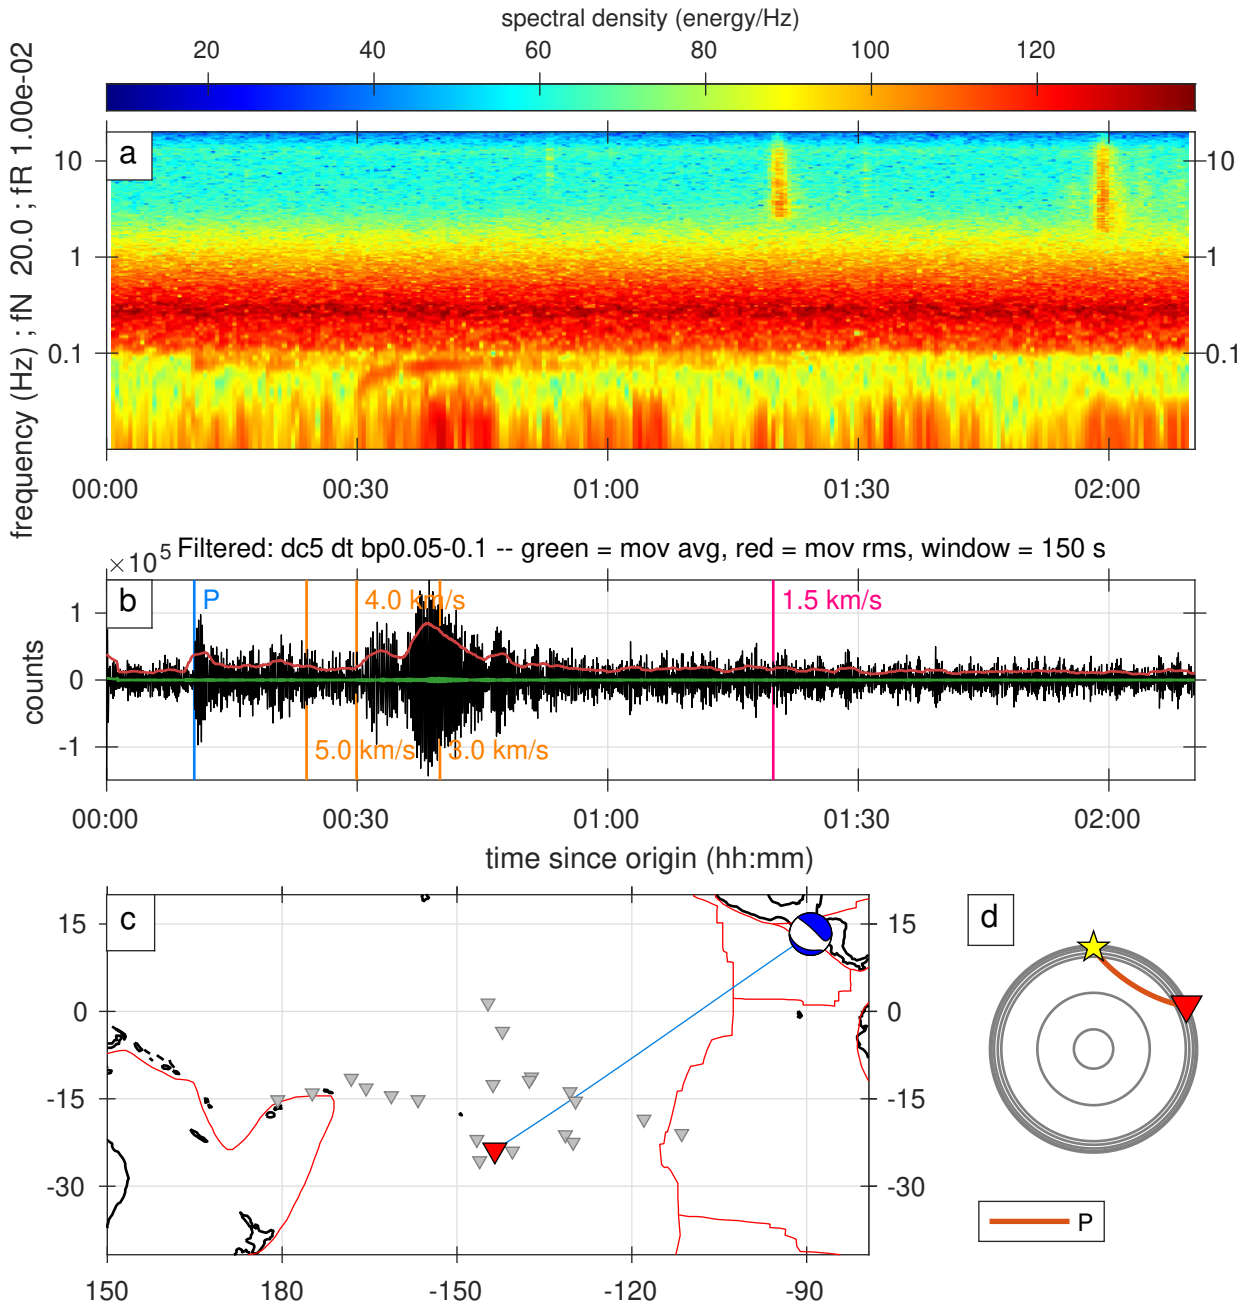 spectral density (energy/Hz)
20 40 60 80 100 120
frequency (Hz) ; fN 20.0 ; fR 1.00e-02
a
10 10
1 1
0.1 0.1
00:00 00:30 01:00 01:30 02:00
×10^5 Filtered: dc5 dt bp0.05-0.1 -- green = mov avg, red = mov rms, window = 150 s
b
P 4.0 km/s 1.5 km/s
counts
1
0
-1
5.0 km/s 3.0 km/s
00:00 00:30 01:00 01:30 02:00
time since origin (hh:mm)
c
d
15 15
0 0
-15 -15
-30 -30
150 180 -150 -120 -90
P